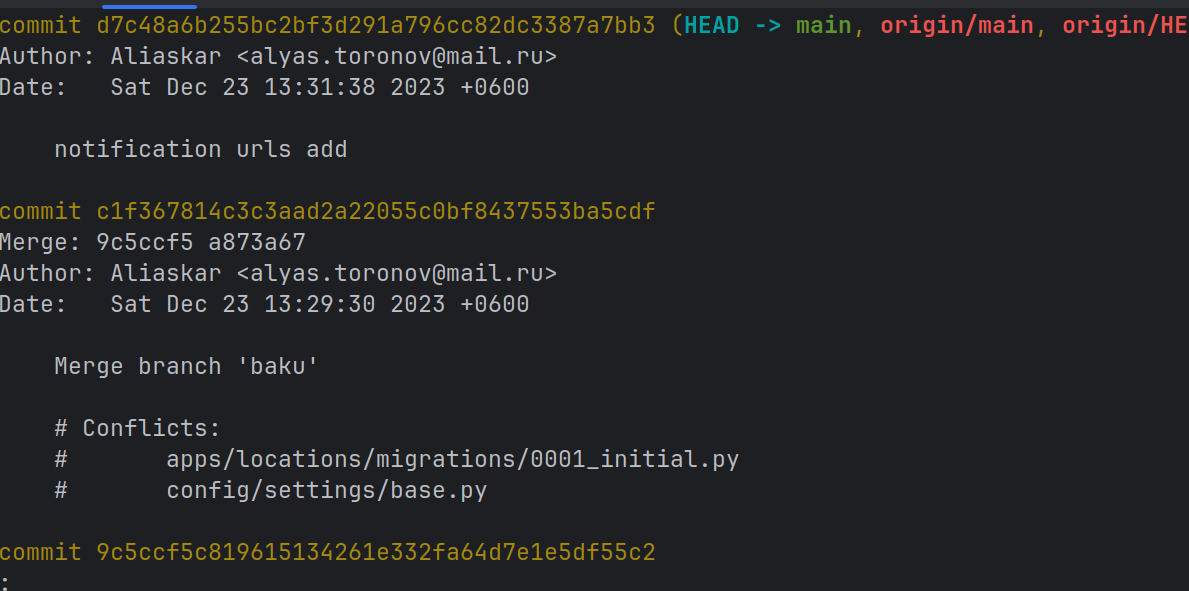 commit d7c48a6b255bc2bf3d291a796cc82dc3387a7bb3 (HEAD -> main, origin/main, origin/HE
Author: Aliaskar <alyas.toronov@mail.ru>
Date:   Sat Dec 23 13:31:38 2023 +0600
notification urls add
commit c1f367814c3c3aad2a22055c0bf8437553ba5cdf
Merge: 9c5ccf5 a873a67
Author: Aliaskar <alyas.toronov@mail.ru>
Date:   Sat Dec 23 13:29:30 2023 +0600
Merge branch 'baku'
# Conflicts:
#       apps/locations/migrations/0001_initial.py
#       config/settings/base.py
commit 9c5ccf5c819615134261e332fa64d7e1e5df55c2
: